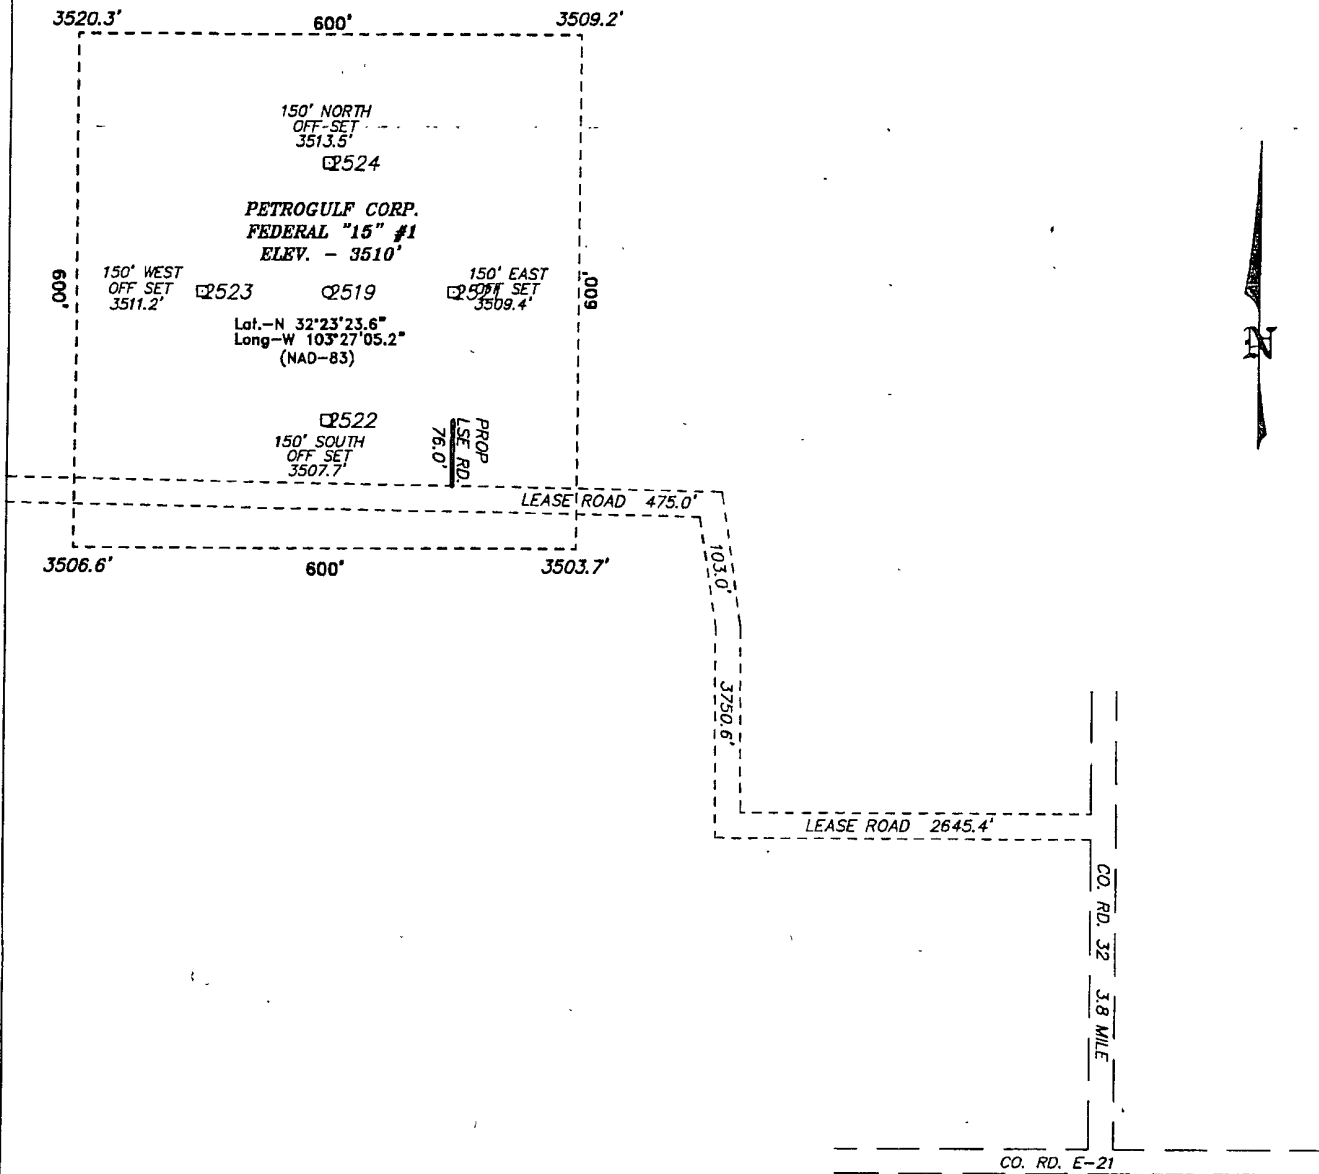 3520.3'
600'
3509.2'
150' NORTH
OFF-SET
3513.5'
2524
PETROGULF CORP.
FEDERAL "15" #1
ELEV. - 3510'
600'
150' WEST
OFF SET
3511.2'
2523
2519
150' EAST
OFF SET
3509.4'
600'
Lat.-N 32°23'23.6"
Long-W 103°27'05.2"
(NAD-83)
2522
150' SOUTH
OFF SET
3507.7'
PROP
LSE RD.
76.0'
LEASE ROAD 475.0'
3506.6'
600'
3503.7'
103.0'
3750.6'
LEASE ROAD 2645.4'
CO. RD. 32 3.8 MILE
CO. RD. E-21
N